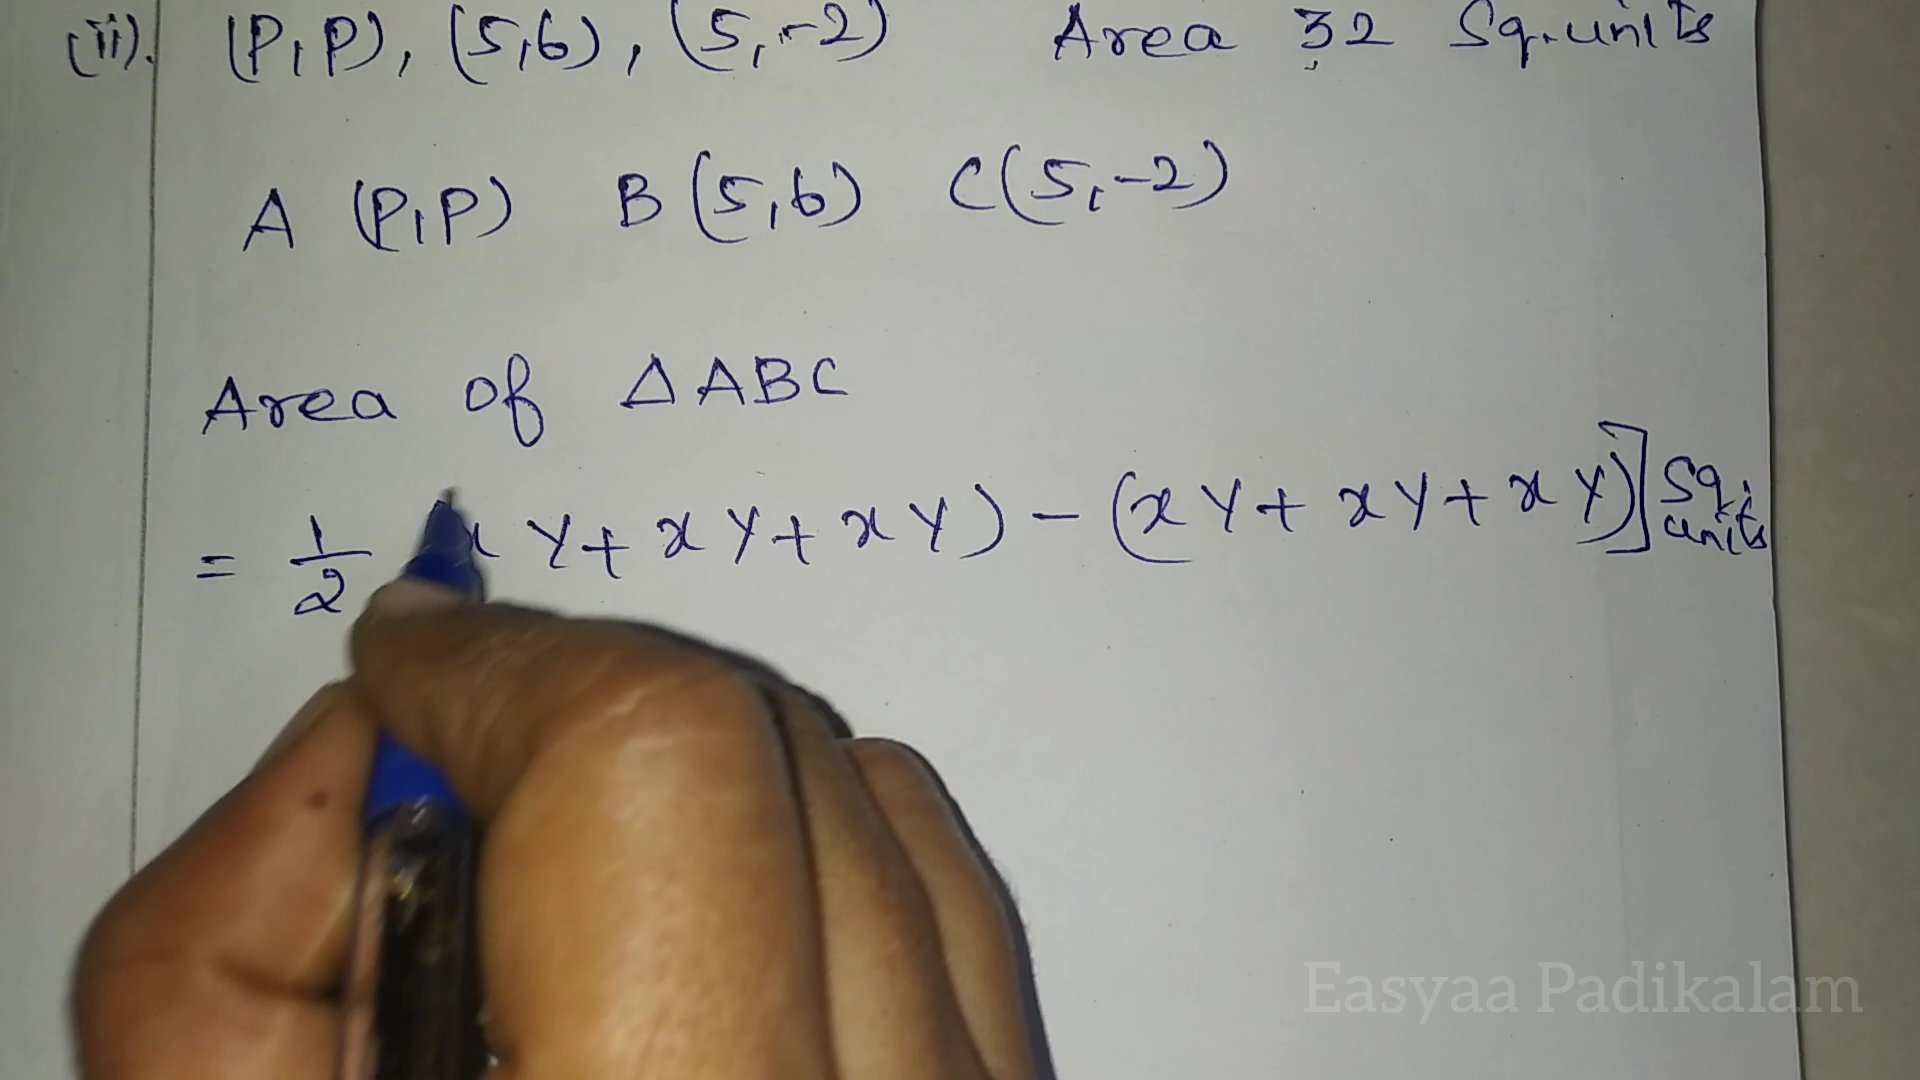 (ii). (P,P), (5,6), (5,-2) Area 32 Sq.units
A (P,P) B (5,6) C(5,-2)
Area of △ABC
= 1/2 x Y + x Y + x Y) - (x Y + x Y + x Y)] Sq. units
Easyaa Padikalam